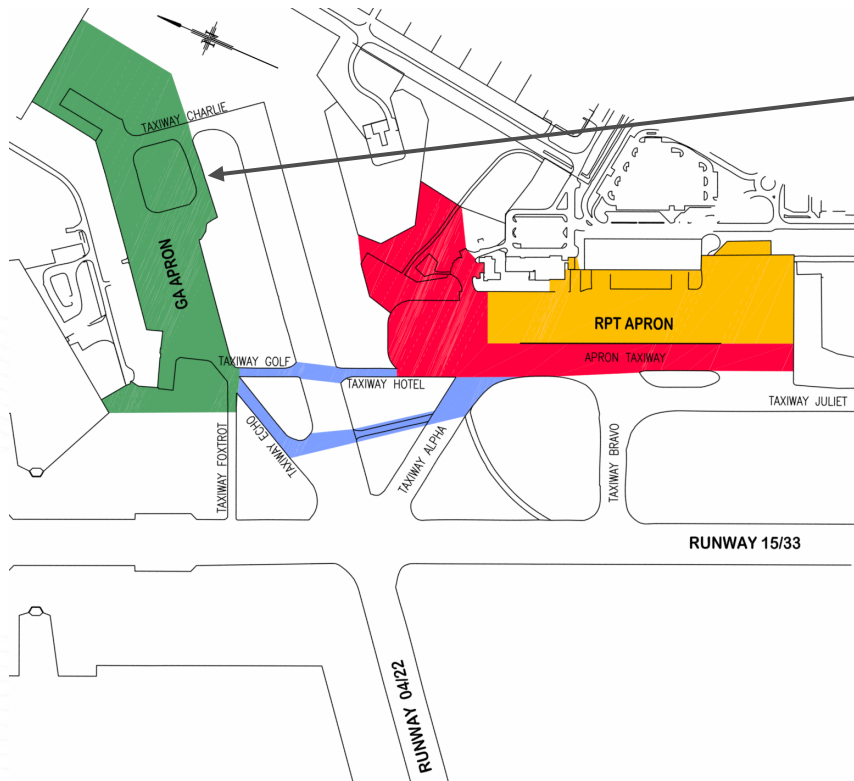 TAXIWAY CHARLIE
GA APRON
RPT APRON
APRON TAXIWAY
TAXIWAY GOLF
TAXIWAY HOTEL
TAXIWAY JULIET
TAXIWAY FOXTROT
TAXIWAY ECHO
TAXIWAY ALPHA
TAXIWAY BRAVO
RUNWAY 15/33
RUNWAY 04/22